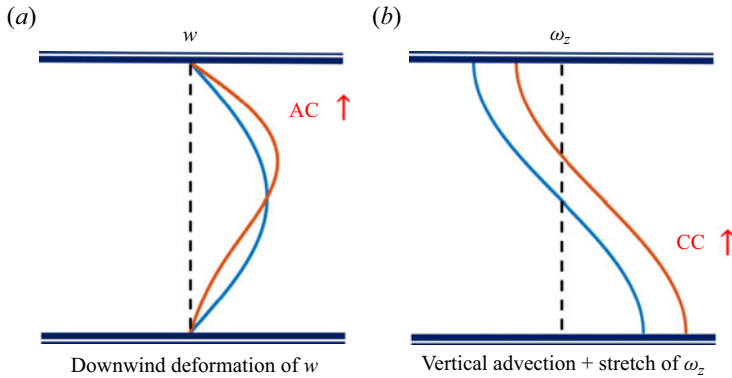 (a)
w
AC ↑
Downwind deformation of w
(b)
ω_z
CC ↑
Vertical advection + stretch of ω_z